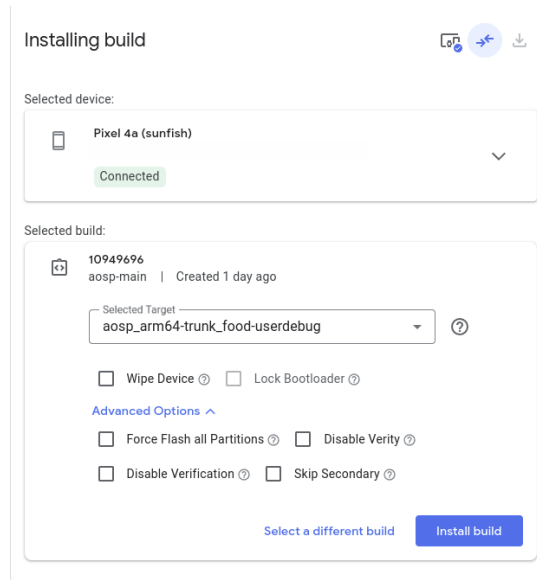 Installing build
Selected device:
Pixel 4a (sunfish)
Connected
Selected build:
10949696
aosp-main | Created 1 day ago
Selected Target
aosp_arm64-trunk_food-userdebug
Wipe Device Lock Bootloader
Advanced Options
Force Flash all Partitions Disable Verity
Disable Verification Skip Secondary
Select a different build Install build